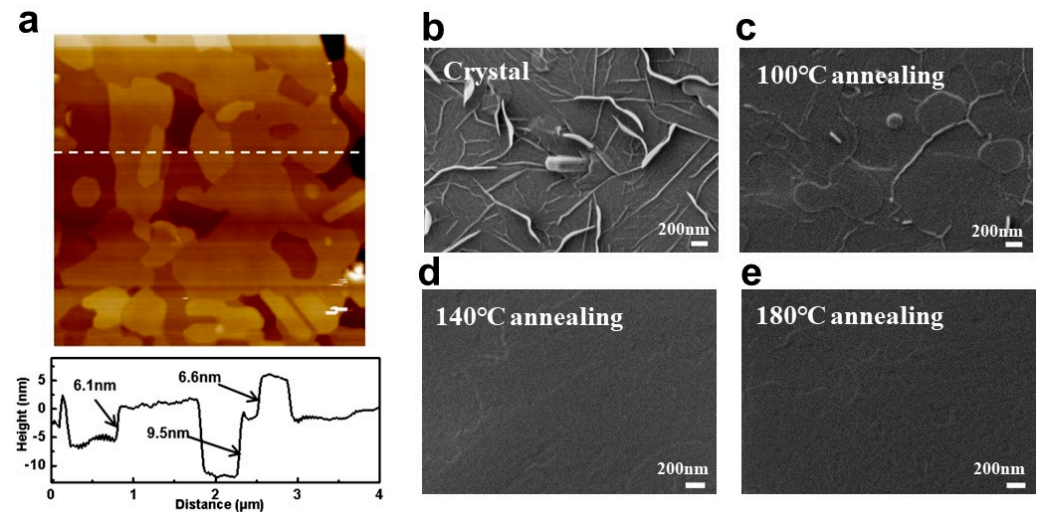 a
b
c
Crystal
100℃ annealing
200nm
200nm
d
e
140℃ annealing
180℃ annealing
200nm
200nm
Height (nm)
5
0
-5
-10
6.1nm
6.6nm
9.5nm
0
1
2
3
4
Distance (μm)